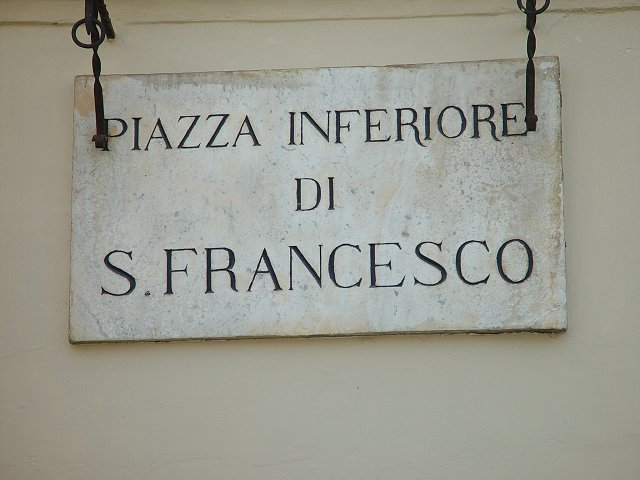 PIAZZA INFERIORE
DI
S. FRANCESCO